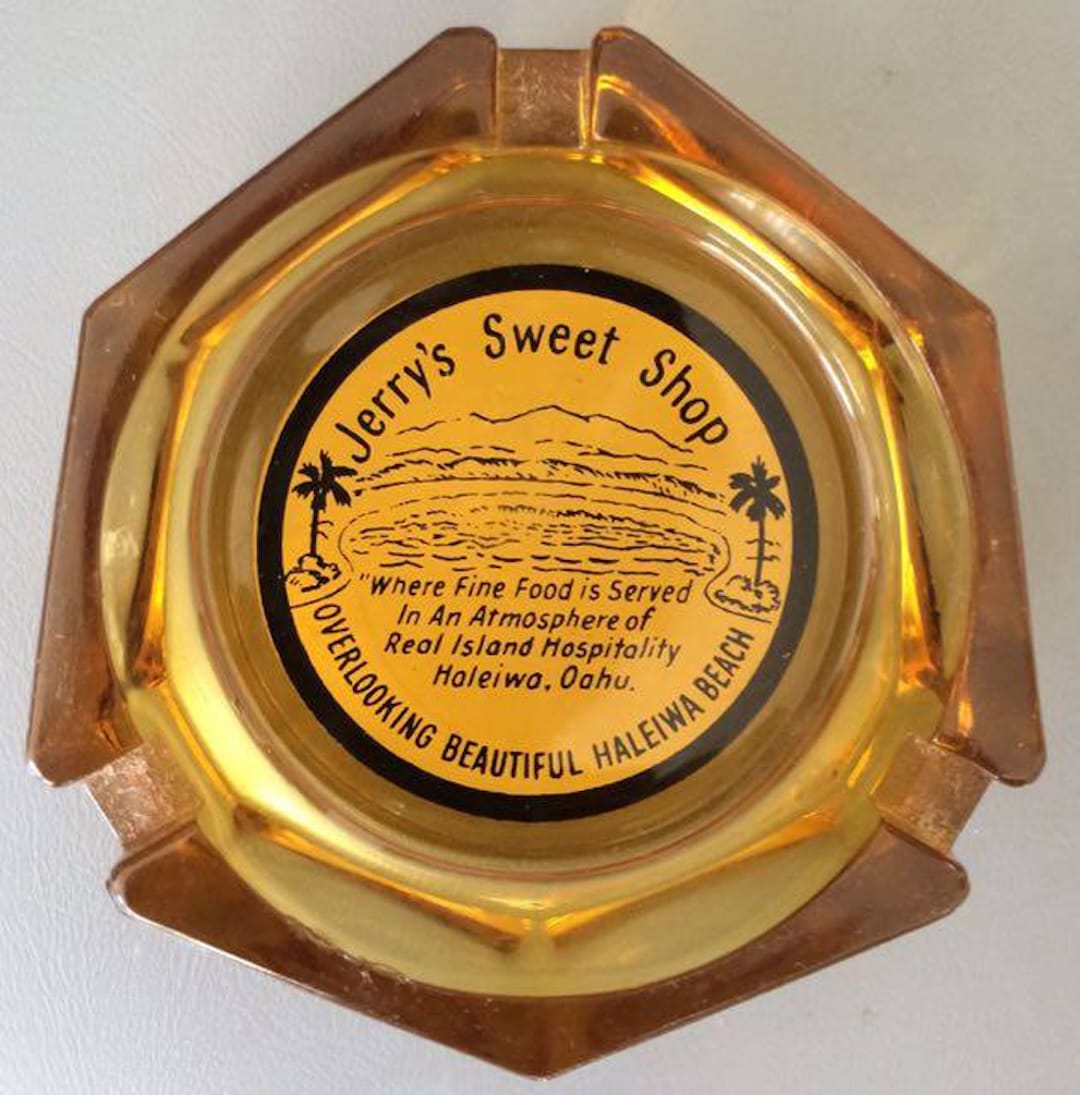 Jerry's Sweet Shop
"Where Fine Food is Served
In An Atmosphere of
Real Island Hospitality
Haleiwa, Oahu.
OVERLOOKING BEAUTIFUL HALEIWA BEACH